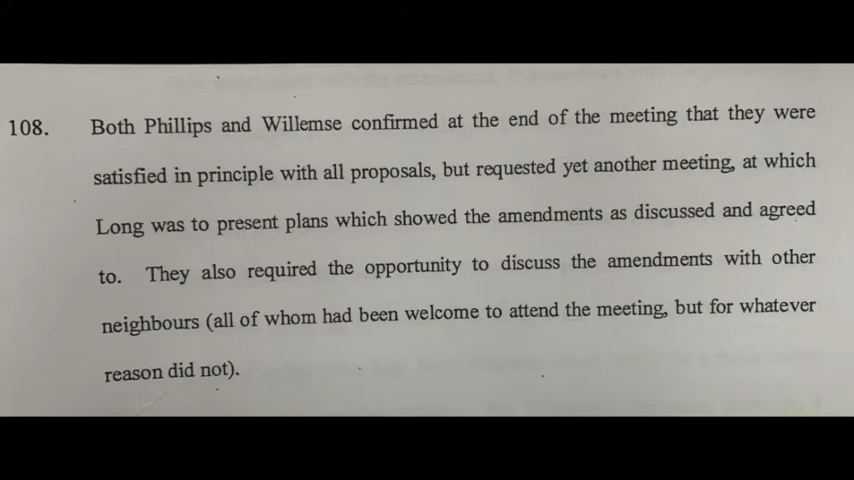 108. Both Phillips and Willemse confirmed at the end of the meeting that they were
satisfied in principle with all proposals, but requested yet another meeting, at which
Long was to present plans which showed the amendments as discussed and agreed
to. They also required the opportunity to discuss the amendments with other
neighbours (all of whom had been welcome to attend the meeting, but for whatever
reason did not).